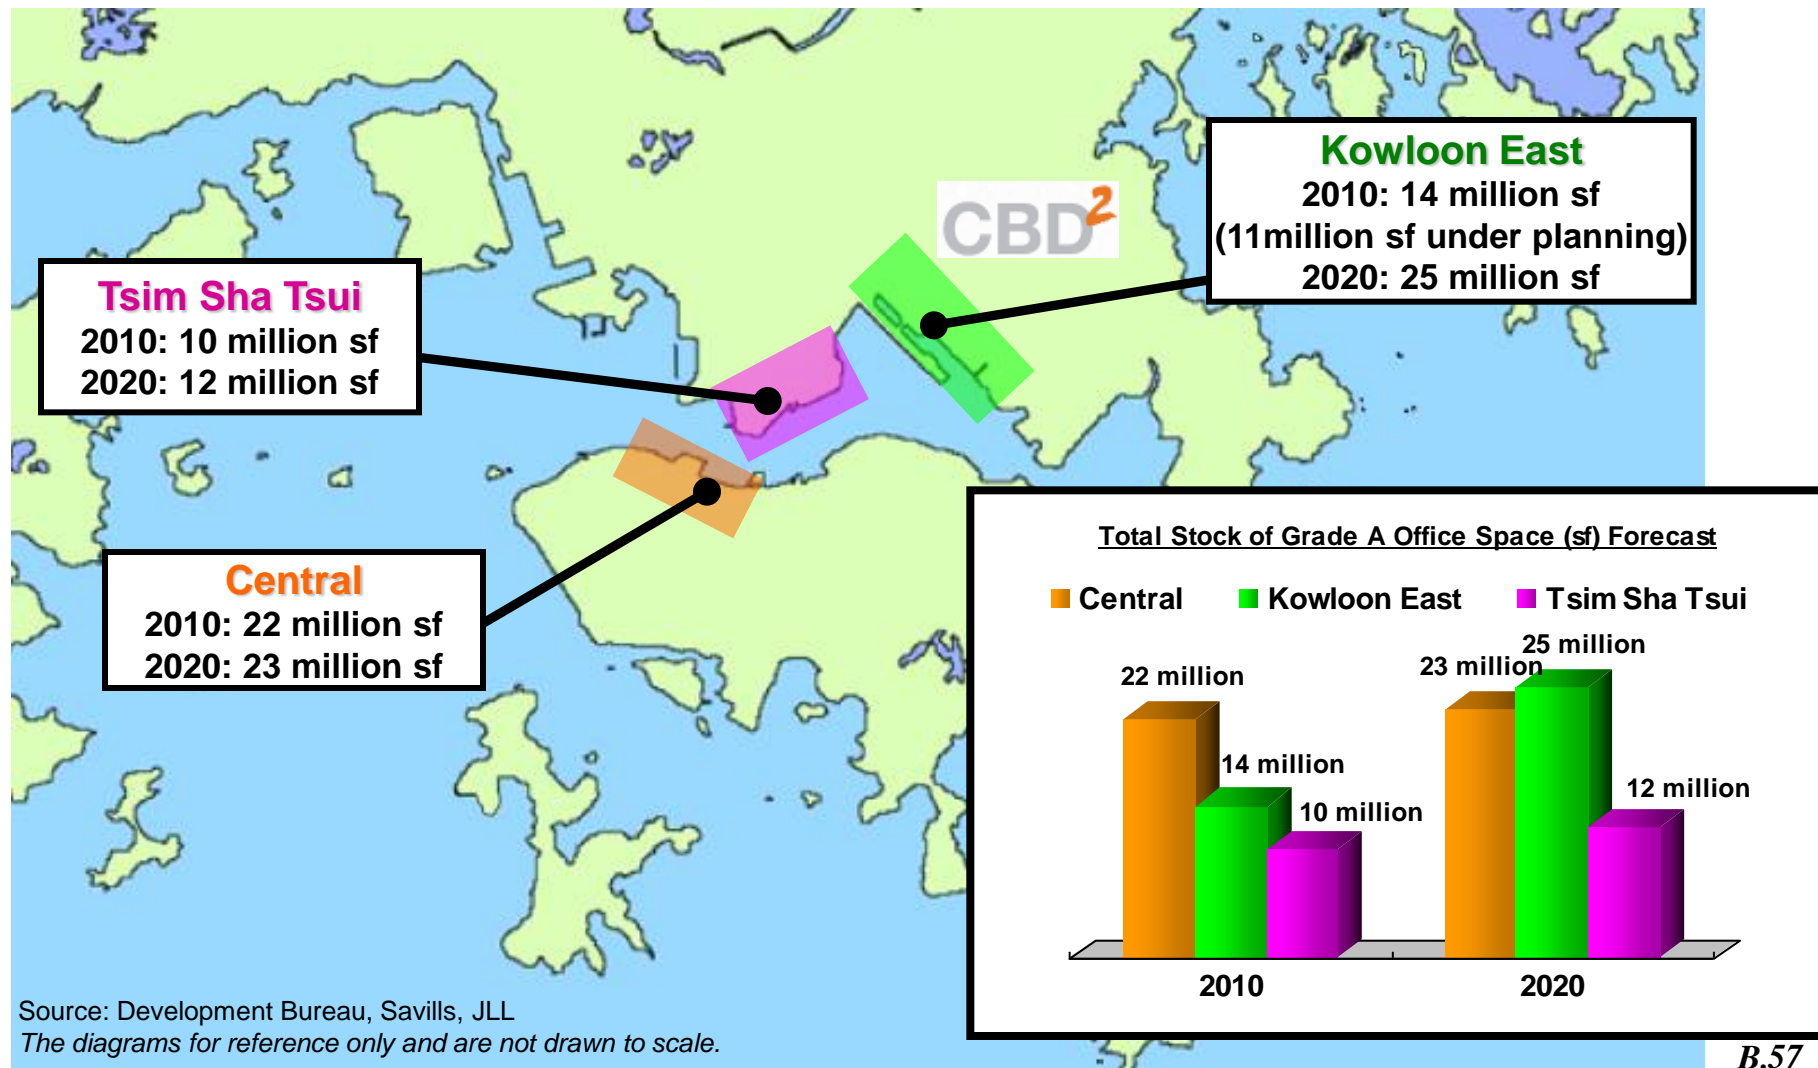 CBD2
Kowloon East
2010: 14 million sf
(11million sf under planning)
2020: 25 million sf
Tsim Sha Tsui
2010: 10 million sf
2020: 12 million sf
Central
2010: 22 million sf
2020: 23 million sf
Total Stock of Grade A Office Space (sf) Forecast
Central Kowloon East Tsim Sha Tsui
22 million
14 million
10 million
23 million
25 million
12 million
2010 2020
Source: Development Bureau, Savills, JLL
The diagrams for reference only and are not drawn to scale.
B.57